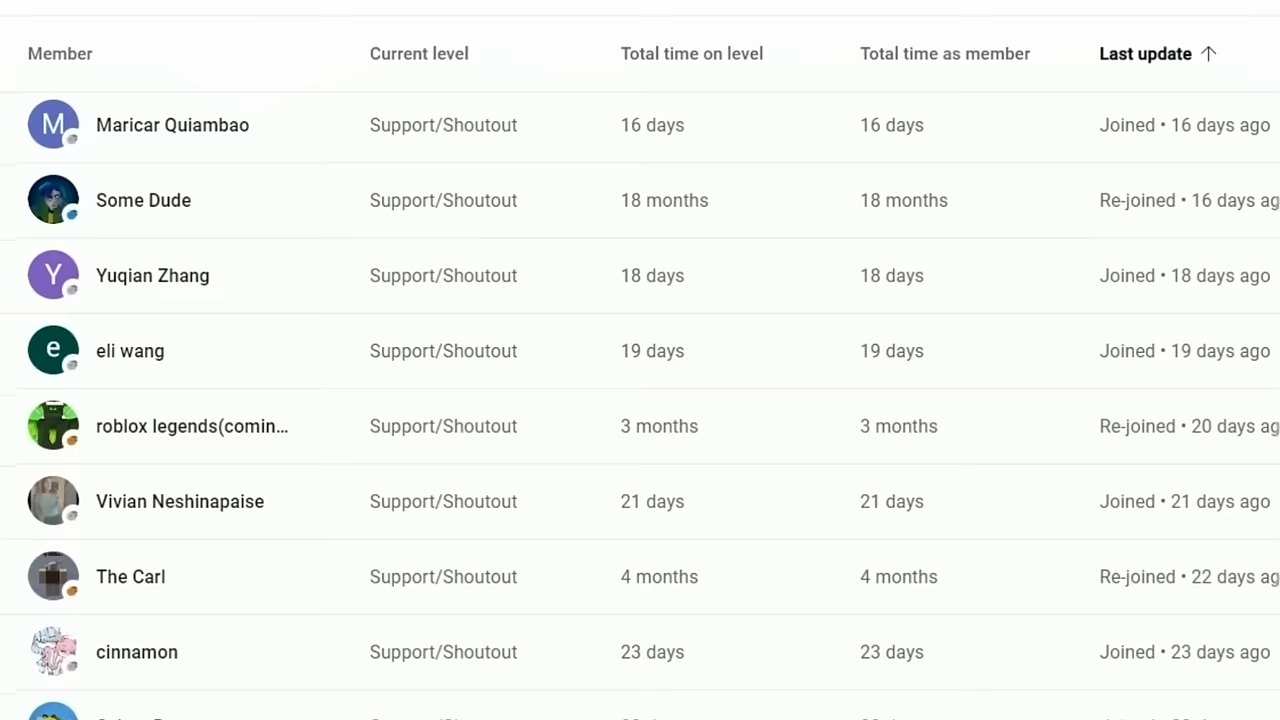 Member Current level Total time on level Total time as member Last update ↑
M Maricar Quiambao Support/Shoutout 16 days 16 days Joined • 16 days ago
Some Dude Support/Shoutout 18 months 18 months Re-joined • 16 days ag
Y Yuqian Zhang Support/Shoutout 18 days 18 days Joined • 18 days ago
e eli wang Support/Shoutout 19 days 19 days Joined • 19 days ago
roblox legends(comin... Support/Shoutout 3 months 3 months Re-joined • 20 days ag
Vivian Neshinapaise Support/Shoutout 21 days 21 days Joined • 21 days ago
The Carl Support/Shoutout 4 months 4 months Re-joined • 22 days ag
cinnamon Support/Shoutout 23 days 23 days Joined • 23 days ago